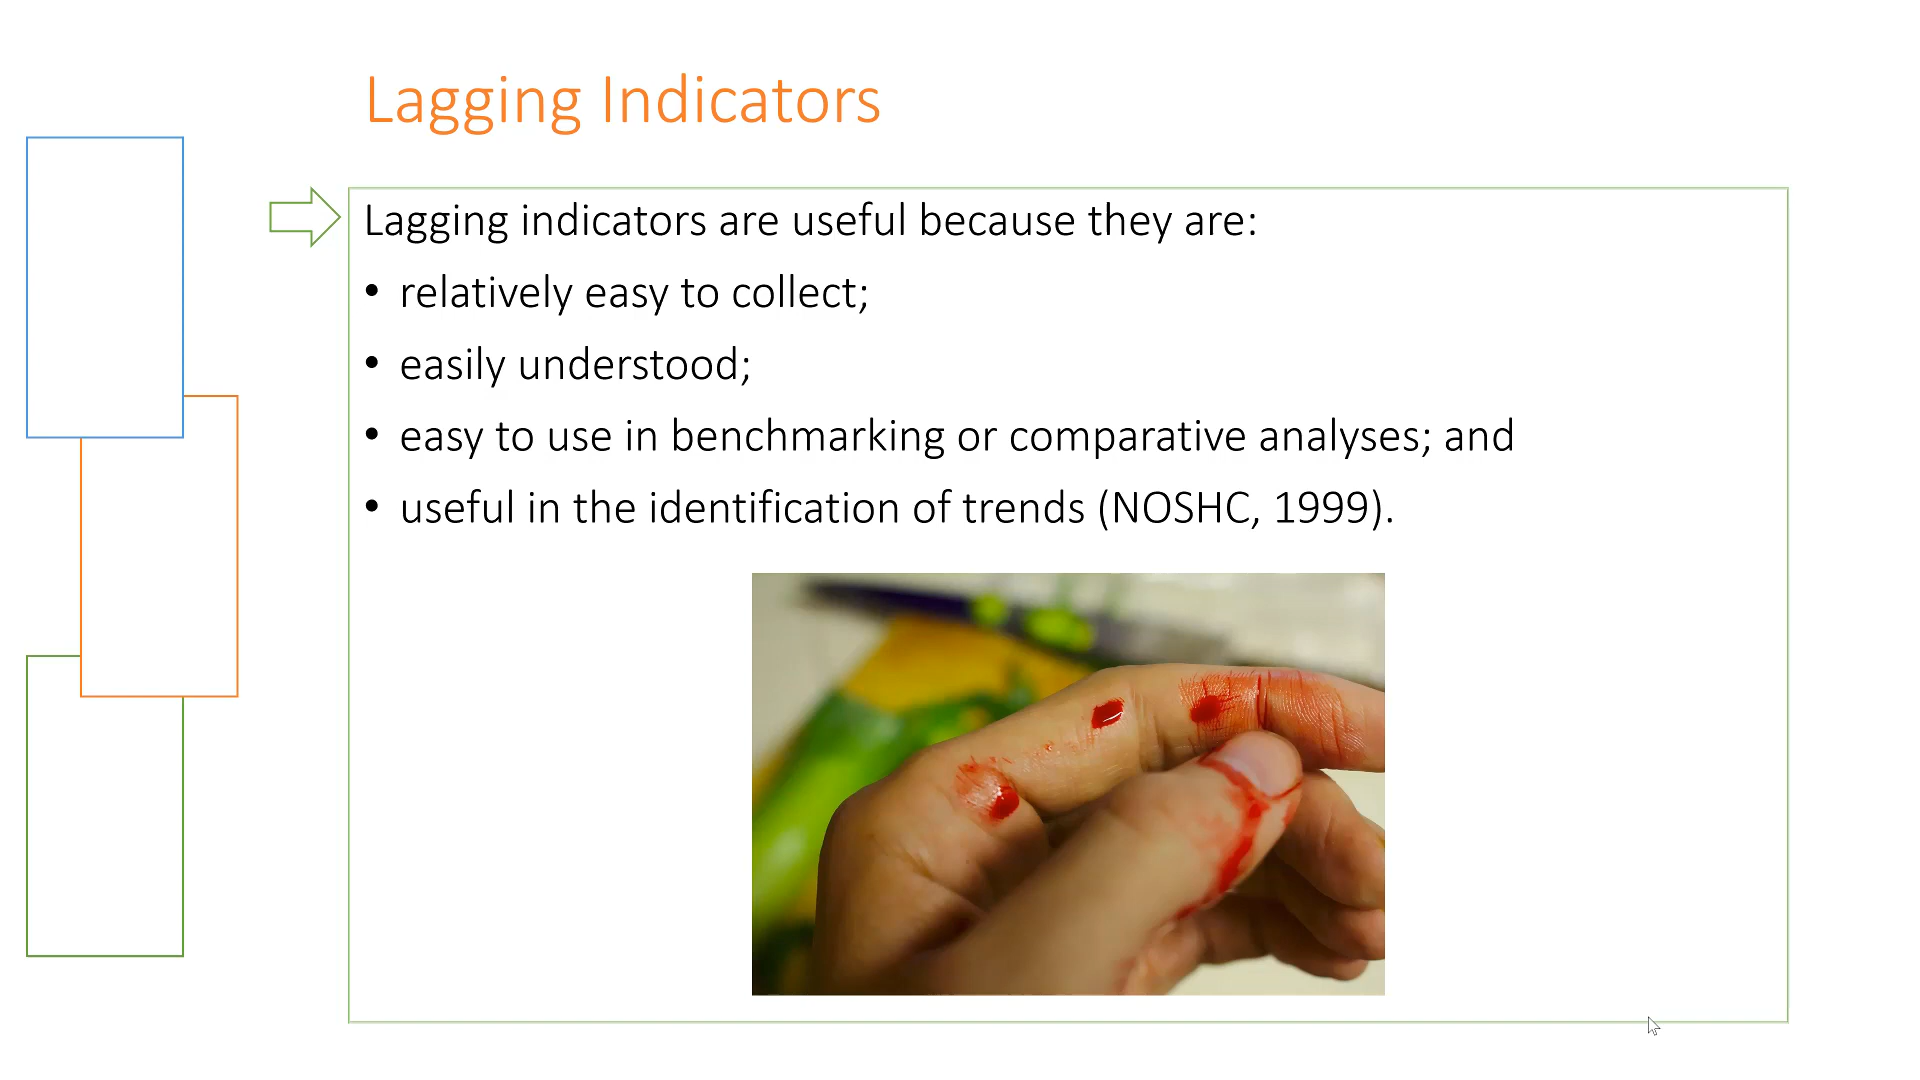 Lagging Indicators
Lagging indicators are useful because they are:
• relatively easy to collect;
• easily understood;
• easy to use in benchmarking or comparative analyses; and
• useful in the identification of trends (NOSHC, 1999).